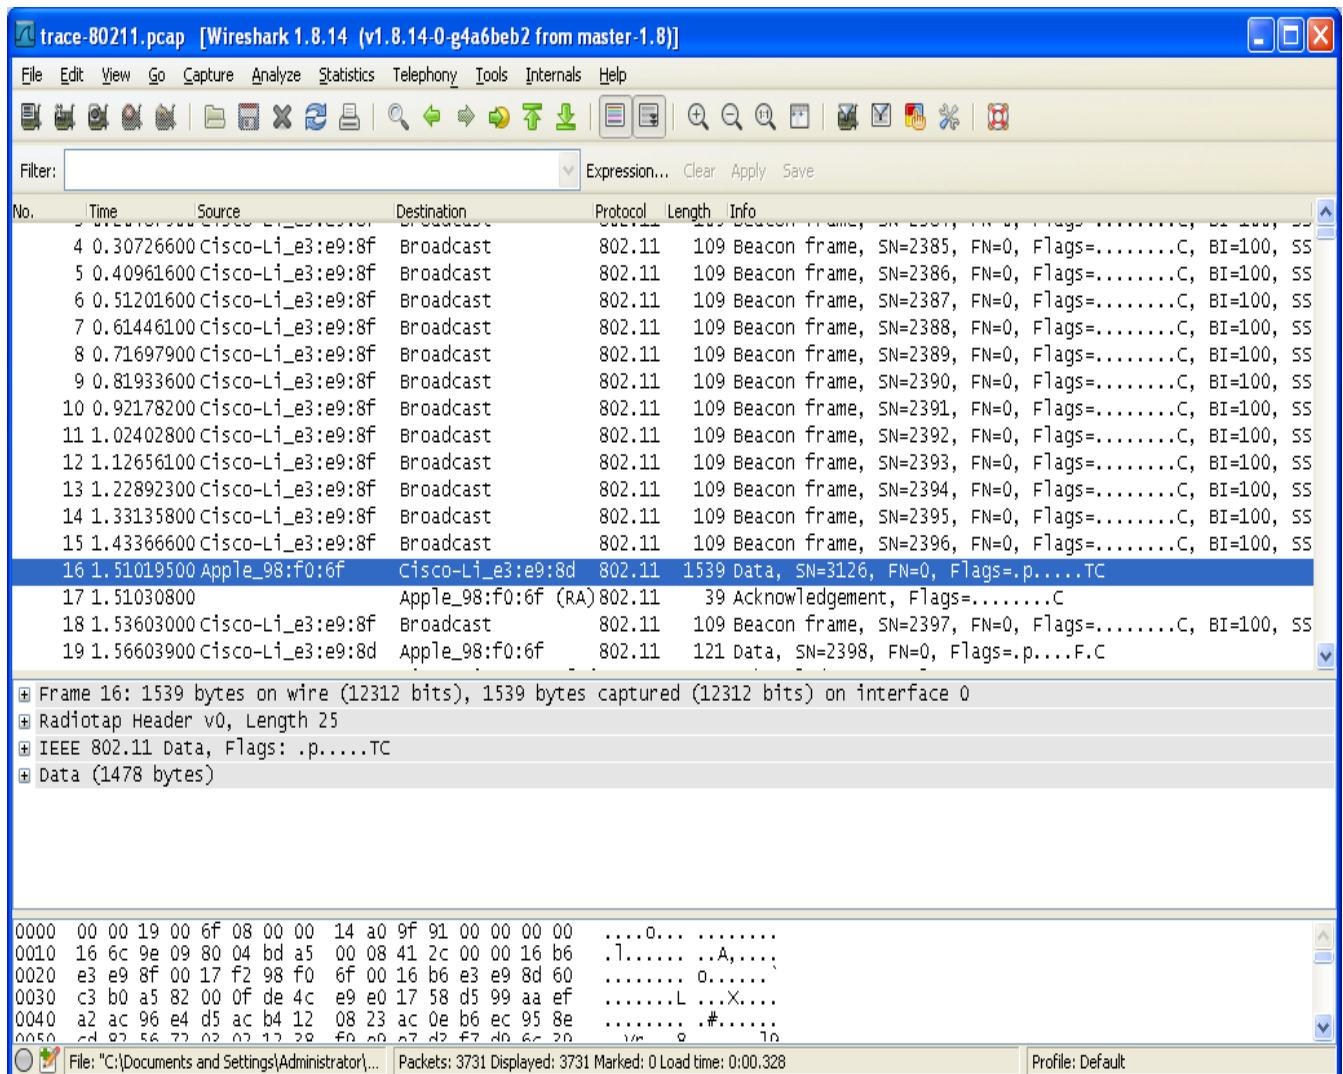 trace-80211.pcap [Wireshark 1.8.14 (v1.8.14-0-g4a6beb2 from master-1.8)]
File Edit View Go Capture Analyze Statistics Telephony Tools Internals Help
Filter: Expression... Clear Apply Save
No. Time Source Destination Protocol Length Info
4 0.30726600 Cisco-Li_e3:e9:8f Broadcast 802.11 109 Beacon frame, SN=2385, FN=0, Flags=........C, BI=100, SS
5 0.40961600 Cisco-Li_e3:e9:8f Broadcast 802.11 109 Beacon frame, SN=2386, FN=0, Flags=........C, BI=100, SS
6 0.51201600 Cisco-Li_e3:e9:8f Broadcast 802.11 109 Beacon frame, SN=2387, FN=0, Flags=........C, BI=100, SS
7 0.61446100 Cisco-Li_e3:e9:8f Broadcast 802.11 109 Beacon frame, SN=2388, FN=0, Flags=........C, BI=100, SS
8 0.71697900 Cisco-Li_e3:e9:8f Broadcast 802.11 109 Beacon frame, SN=2389, FN=0, Flags=........C, BI=100, SS
9 0.81933600 Cisco-Li_e3:e9:8f Broadcast 802.11 109 Beacon frame, SN=2390, FN=0, Flags=........C, BI=100, SS
10 0.92178200 Cisco-Li_e3:e9:8f Broadcast 802.11 109 Beacon frame, SN=2391, FN=0, Flags=........C, BI=100, SS
11 1.02402800 Cisco-Li_e3:e9:8f Broadcast 802.11 109 Beacon frame, SN=2392, FN=0, Flags=........C, BI=100, SS
12 1.12656100 Cisco-Li_e3:e9:8f Broadcast 802.11 109 Beacon frame, SN=2393, FN=0, Flags=........C, BI=100, SS
13 1.22892300 Cisco-Li_e3:e9:8f Broadcast 802.11 109 Beacon frame, SN=2394, FN=0, Flags=........C, BI=100, SS
14 1.33135800 Cisco-Li_e3:e9:8f Broadcast 802.11 109 Beacon frame, SN=2395, FN=0, Flags=........C, BI=100, SS
15 1.43366600 Cisco-Li_e3:e9:8f Broadcast 802.11 109 Beacon frame, SN=2396, FN=0, Flags=........C, BI=100, SS
16 1.51019500 Apple_98:f0:6f Cisco-Li_e3:e9:8d 802.11 1539 Data, SN=3126, FN=0, Flags=.p.....TC
17 1.51030800 Apple_98:f0:6f (RA) 802.11 39 Acknowledgement, Flags=........C
18 1.53603000 Cisco-Li_e3:e9:8f Broadcast 802.11 109 Beacon frame, SN=2397, FN=0, Flags=........C, BI=100, SS
19 1.56603900 Cisco-Li_e3:e9:8d Apple_98:f0:6f 802.11 121 Data, SN=2398, FN=0, Flags=.p....F.C
Frame 16: 1539 bytes on wire (12312 bits), 1539 bytes captured (12312 bits) on interface 0
Radiotap Header v0, Length 25
IEEE 802.11 Data, Flags: .p.....TC
Data (1478 bytes)
0000 00 00 19 00 6f 08 00 00 14 a0 9f 91 00 00 00 00 ....o... ........
0010 16 6c 9e 09 80 04 bd a5 00 08 41 2c 00 00 16 b6 .l...... ..A,....
0020 e3 e9 8f 00 17 f2 98 f0 6f 00 16 b6 e3 e9 8d 60 ........ o......`
0030 c3 b0 a5 82 00 0f de 4c e9 e0 17 58 d5 99 aa ef .......L ...X....
0040 a2 ac 96 e4 d5 ac b4 12 08 23 ac 0e b6 ec 95 8e ........ .#......
File: "C:\Documents and Settings\Administrator\... Packets: 3731 Displayed: 3731 Marked: 0 Load time: 0:00.328 Profile: Default